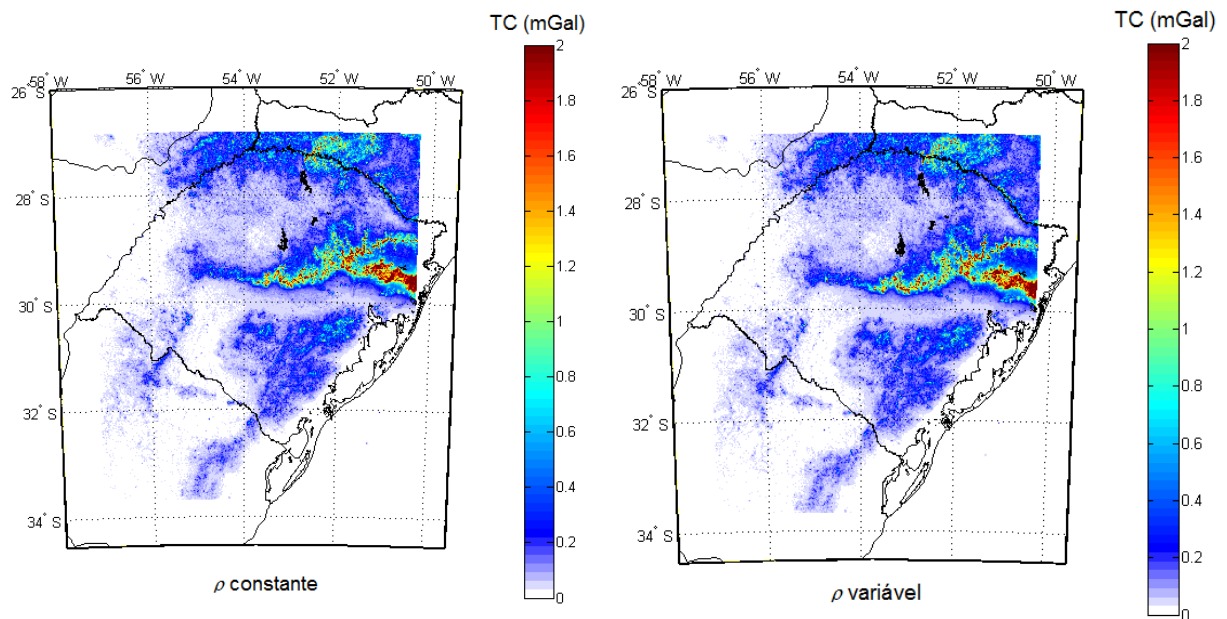 TC (mGal)
58° W
56° W
54° W
52° W
50° W
26° S
28° S
30° S
32° S
34° S
2
1.8
1.6
1.4
1.2
1
0.8
0.6
0.4
0.2
0
ρ constante
TC (mGal)
58° W
56° W
54° W
52° W
50° W
26° S
28° S
30° S
32° S
34° S
2
1.8
1.6
1.4
1.2
1
0.8
0.6
0.4
0.2
0
ρ variável